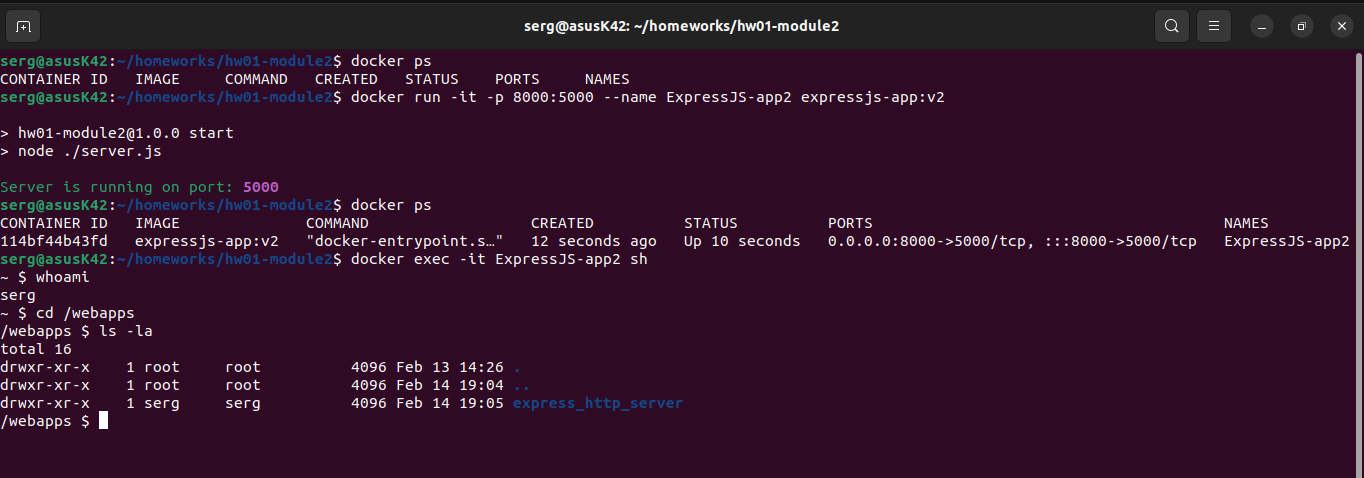 serg@asusK42: ~/homeworks/hw01-module2
serg@asusK42:~/homeworks/hw01-module2$ docker ps
CONTAINER ID   IMAGE     COMMAND   CREATED   STATUS    PORTS     NAMES
serg@asusK42:~/homeworks/hw01-module2$ docker run -it -p 8000:5000 --name ExpressJS-app2 expressjs-app:v2
> hw01-module2@1.0.0 start
> node ./server.js
Server is running on port: 5000
serg@asusK42:~/homeworks/hw01-module2$ docker ps
CONTAINER ID   IMAGE              COMMAND                  CREATED          STATUS          PORTS                                       NAMES
114bf44b43fd   expressjs-app:v2   "docker-entrypoint.s…"   12 seconds ago   Up 10 seconds   0.0.0.0:8000->5000/tcp, :::8000->5000/tcp   ExpressJS-app2
serg@asusK42:~/homeworks/hw01-module2$ docker exec -it ExpressJS-app2 sh
~ $ whoami
serg
~ $ cd /webapps
/webapps $ ls -la
total 16
drwxr-xr-x    1 root     root          4096 Feb 13 14:26 .
drwxr-xr-x    1 root     root          4096 Feb 14 19:04 ..
drwxr-xr-x    1 serg     serg          4096 Feb 14 19:05 express_http_server
/webapps $